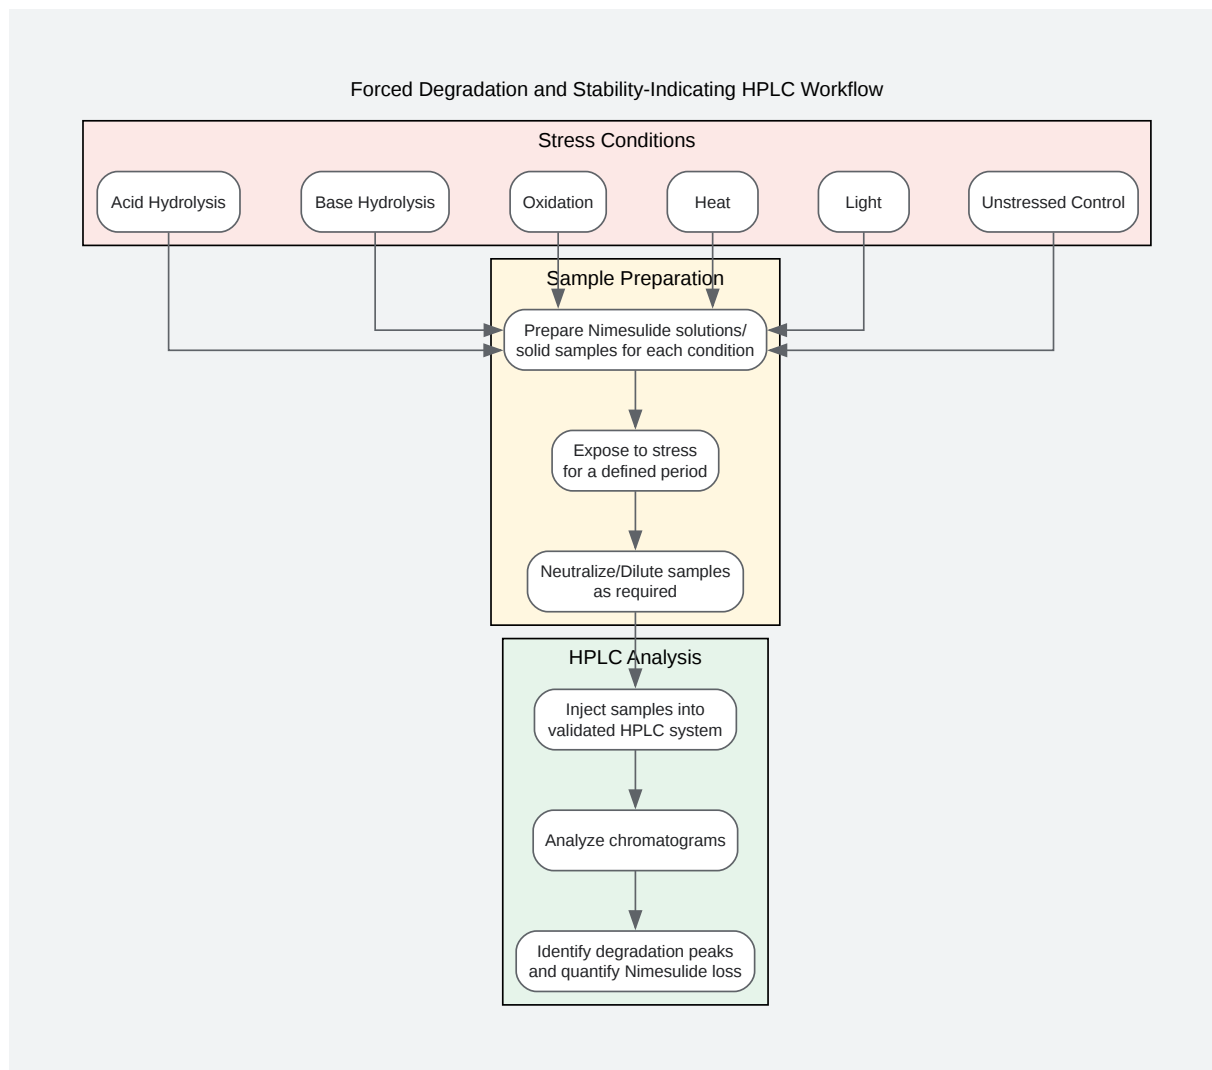 Forced Degradation and Stability-Indicating HPLC Workflow
Stress Conditions
Acid Hydrolysis
Base Hydrolysis
Oxidation
Heat
Light
Unstressed Control
Sample Preparation
Prepare Nimesulide solutions/
solid samples for each condition
Expose to stress
for a defined period
Neutralize/Dilute samples
as required
HPLC Analysis
Inject samples into
validated HPLC system
Analyze chromatograms
Identify degradation peaks
and quantify Nimesulide loss